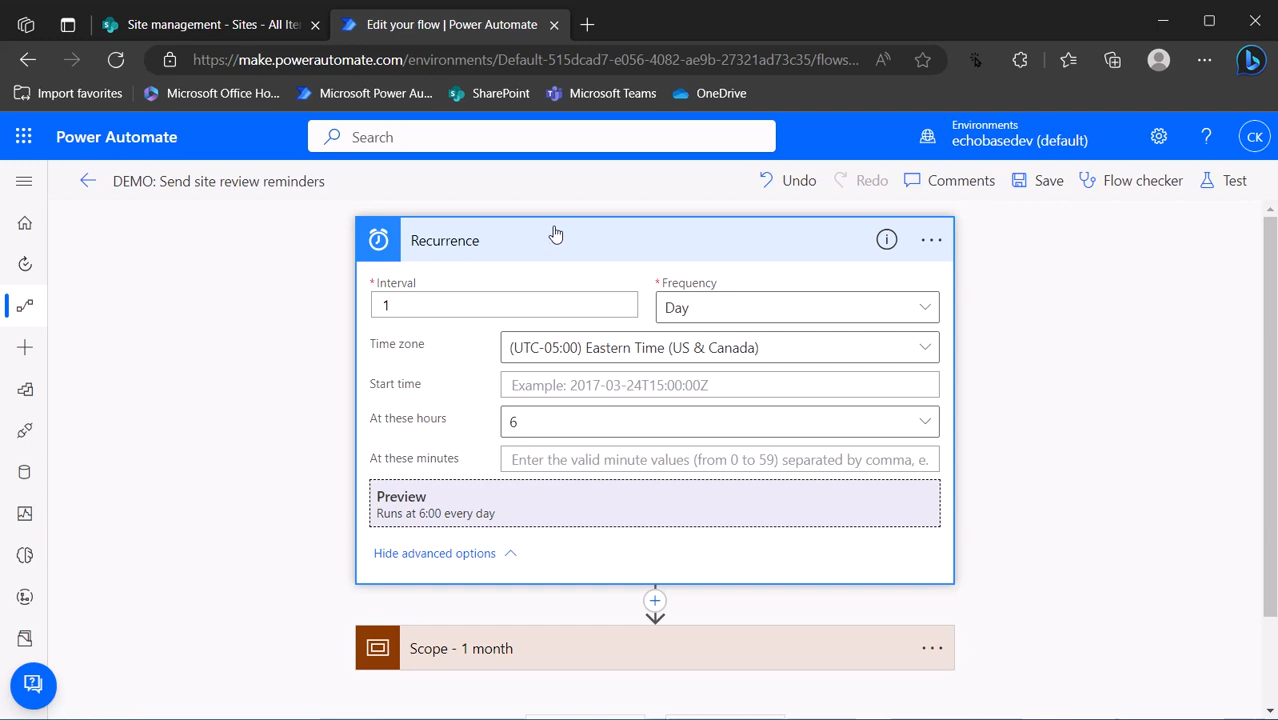 Site management - Sites - All Ite
Edit your flow | Power Automate
https://make.powerautomate.com/environments/Default-515dcad7-e056-4082-ae9b-27321ad73c35/flows...
Import favorites
Microsoft Office Ho...
Microsoft Power Au...
SharePoint
Microsoft Teams
OneDrive
Power Automate
Search
Environments
echobasedev (default)
CK
DEMO: Send site review reminders
Undo
Redo
Comments
Save
Flow checker
Test
Recurrence
*Interval
*Frequency
1
Day
Time zone
(UTC-05:00) Eastern Time (US & Canada)
Start time
Example: 2017-03-24T15:00:00Z
At these hours
6
At these minutes
Enter the valid minute values (from 0 to 59) separated by comma, e.
Preview
Runs at 6:00 every day
Hide advanced options
Scope - 1 month